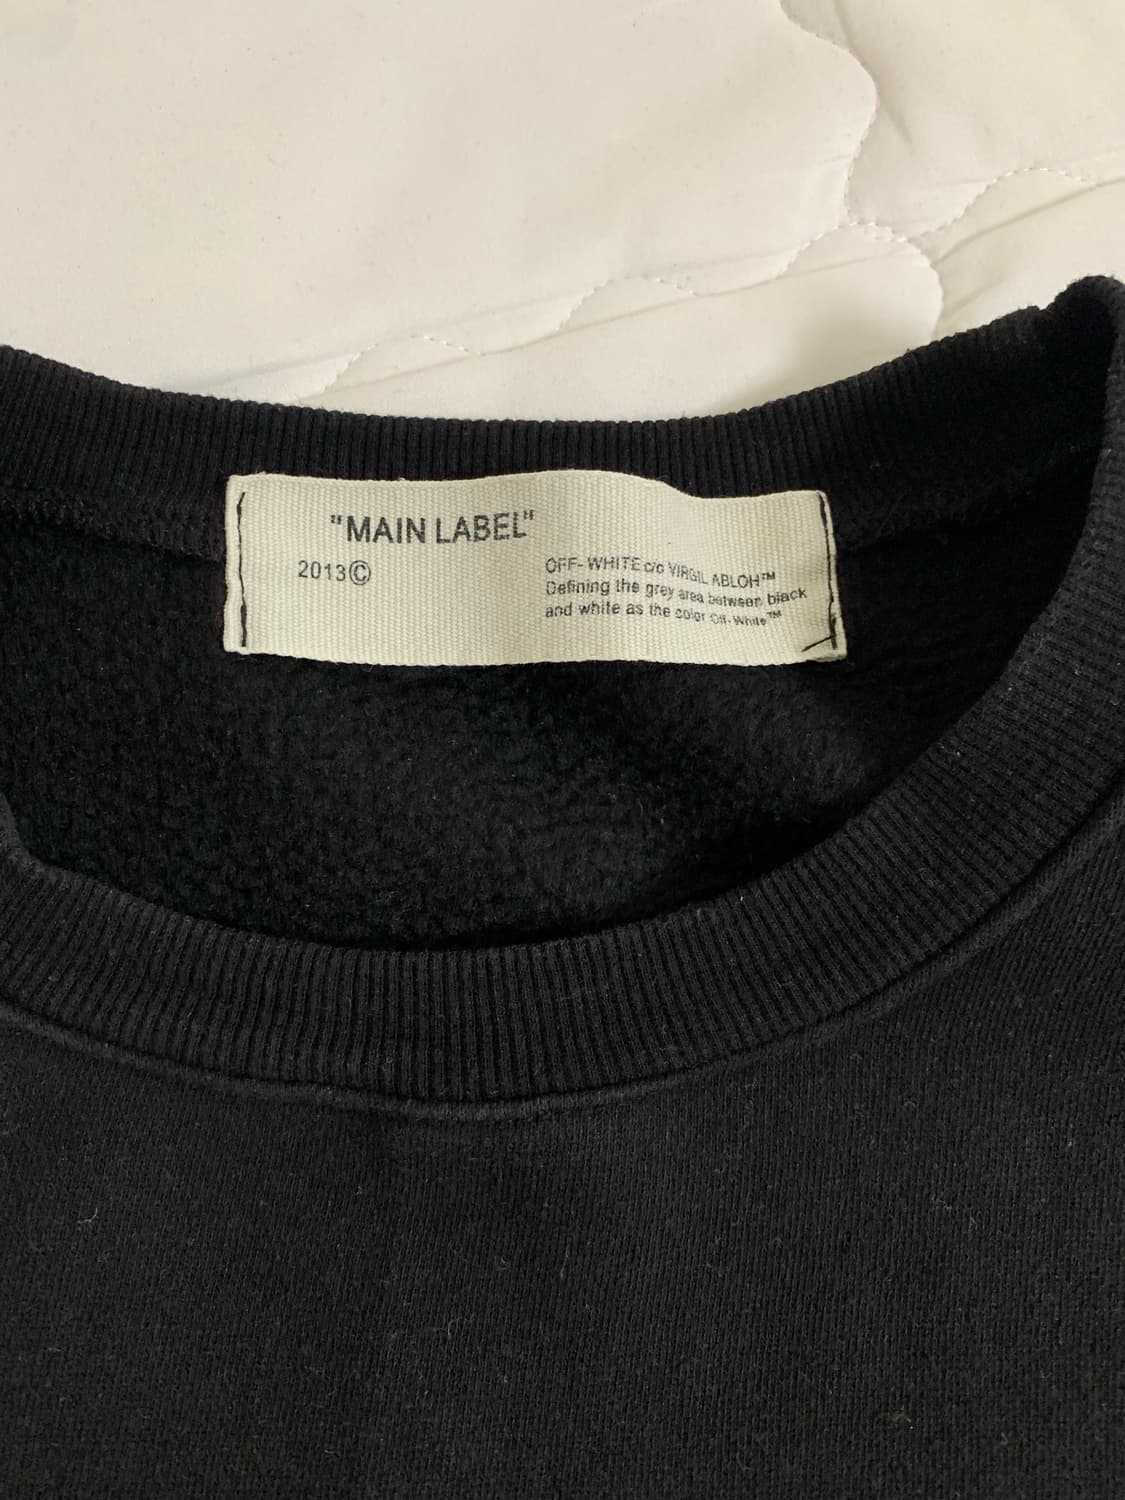 "MAIN LABEL"
2013©
OFF-WHITE c/o VIRGIL ABLOH™
Defining the grey area between black
and white as the color Off-White™